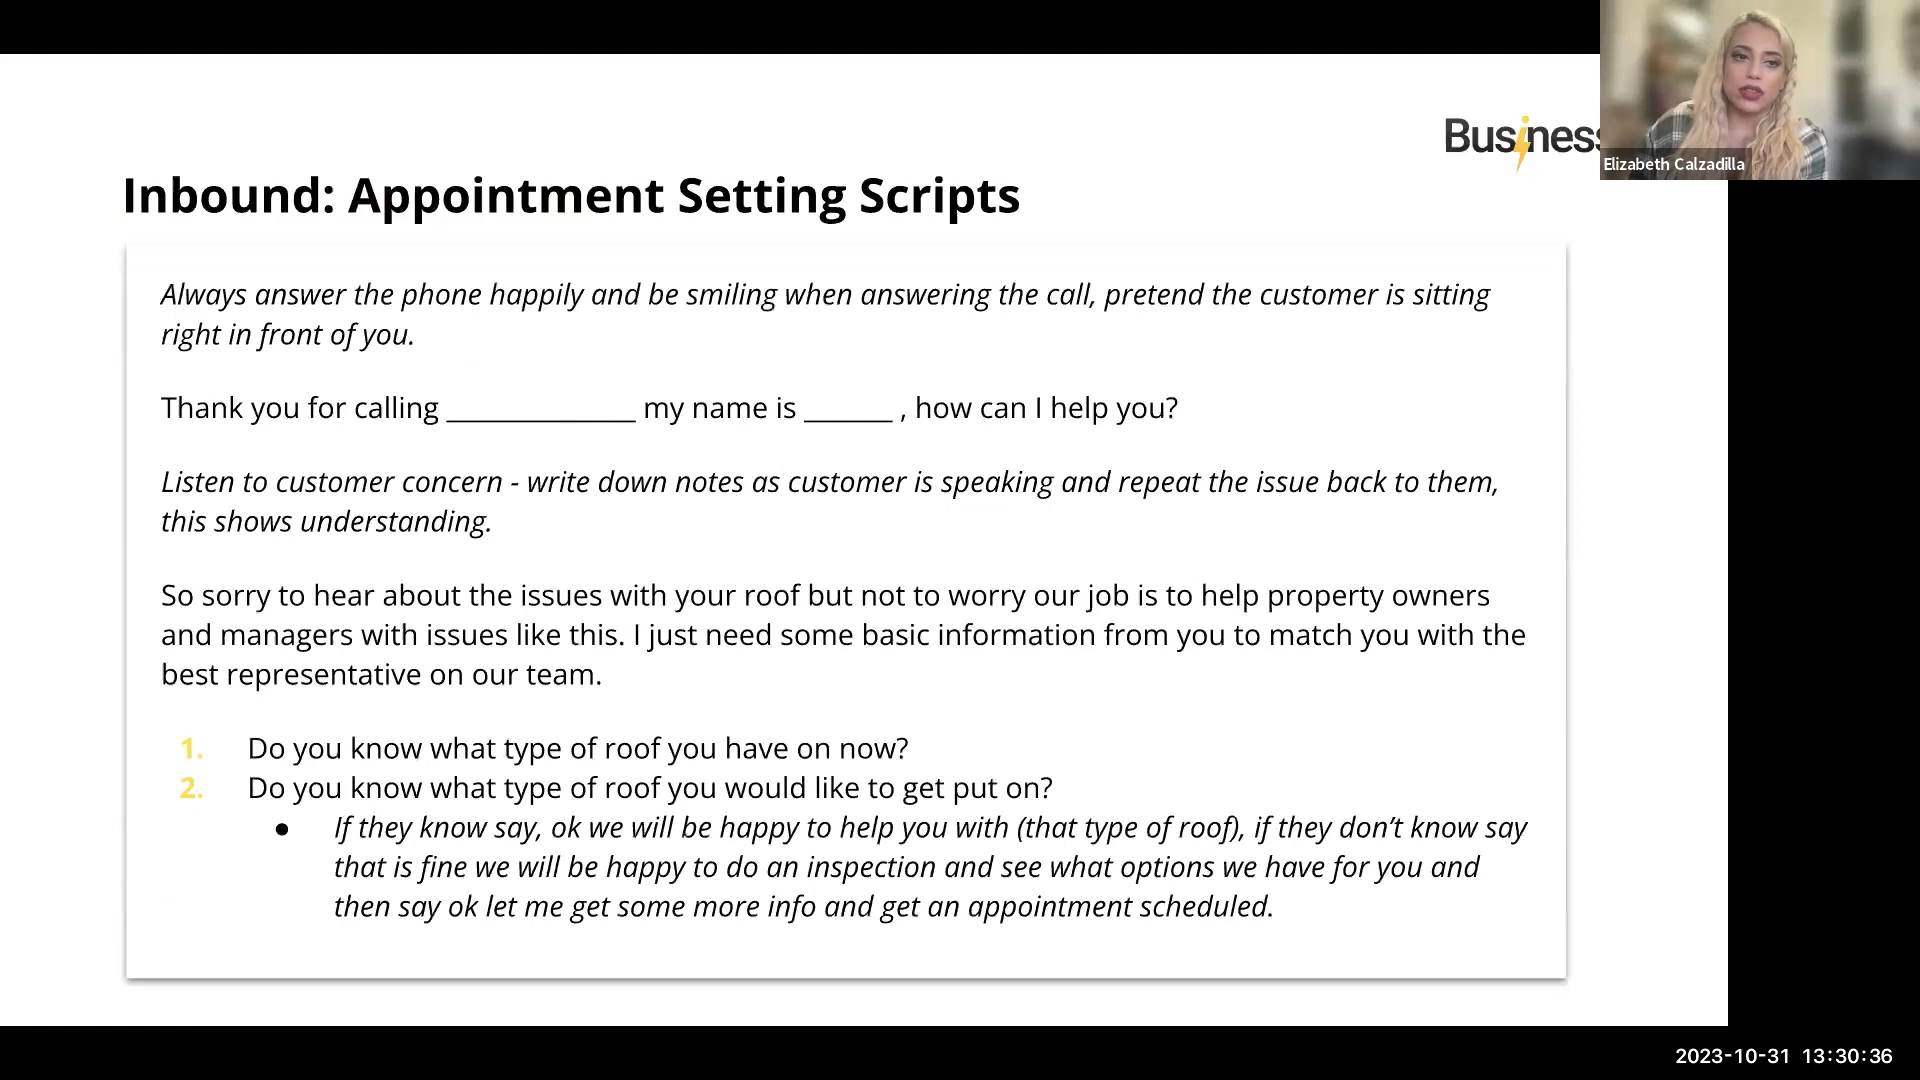 Business
Elizabeth Calzadilla
Inbound: Appointment Setting Scripts
Always answer the phone happily and be smiling when answering the call, pretend the customer is sitting
right in front of you.
Thank you for calling ______________ my name is ______ , how can I help you?
Listen to customer concern - write down notes as customer is speaking and repeat the issue back to them,
this shows understanding.
So sorry to hear about the issues with your roof but not to worry our job is to help property owners
and managers with issues like this. I just need some basic information from you to match you with the
best representative on our team.
1. Do you know what type of roof you have on now?
2. Do you know what type of roof you would like to get put on?
● If they know say, ok we will be happy to help you with (that type of roof), if they don’t know say
that is fine we will be happy to do an inspection and see what options we have for you and
then say ok let me get some more info and get an appointment scheduled.
2023-10-31 13:30:36